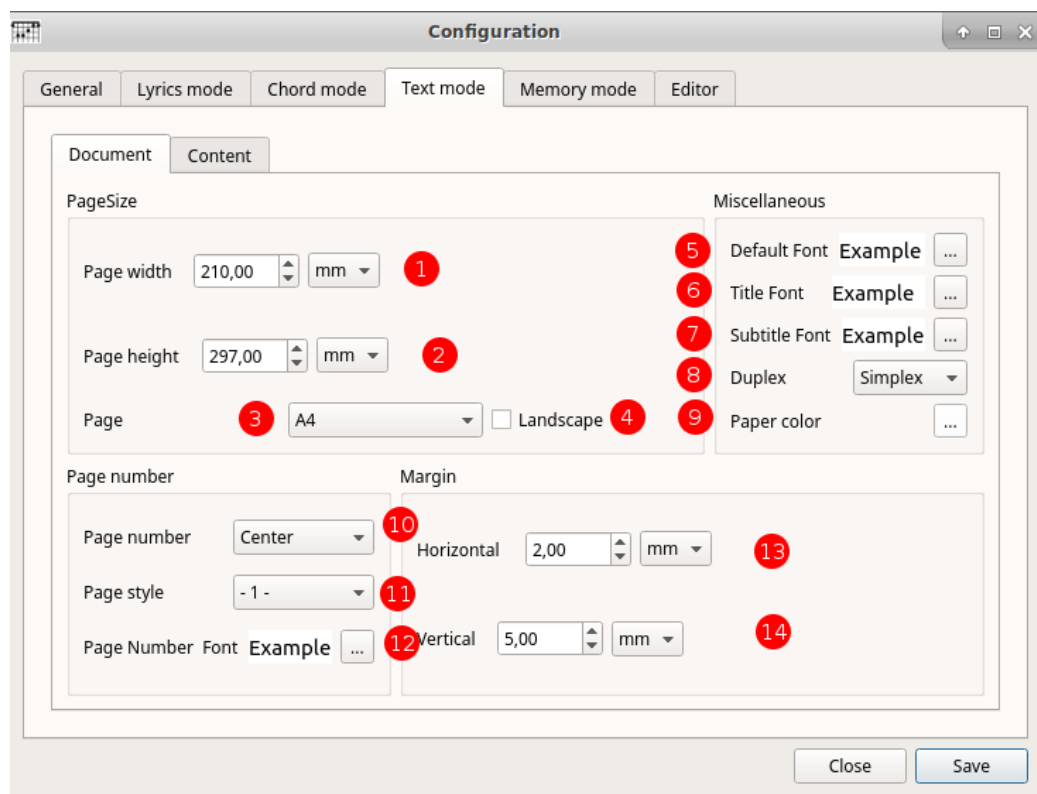 Configuration
General Lyrics mode Chord mode Text mode Memory mode Editor
Document Content
PageSize
Page width 210,00 mm 1
Page height 297,00 mm 2
Page 3 A4 Landscape 4
Miscellaneous
5 Default Font Example ...
6 Title Font Example ...
7 Subtitle Font Example ...
8 Duplex Simplex
9 Paper color ...
Page number
Page number Center 10
Page style - 1 - 11
Page Number Font Example ... 12
Margin
Horizontal 2,00 mm 13
Vertical 5,00 mm 14
Close Save